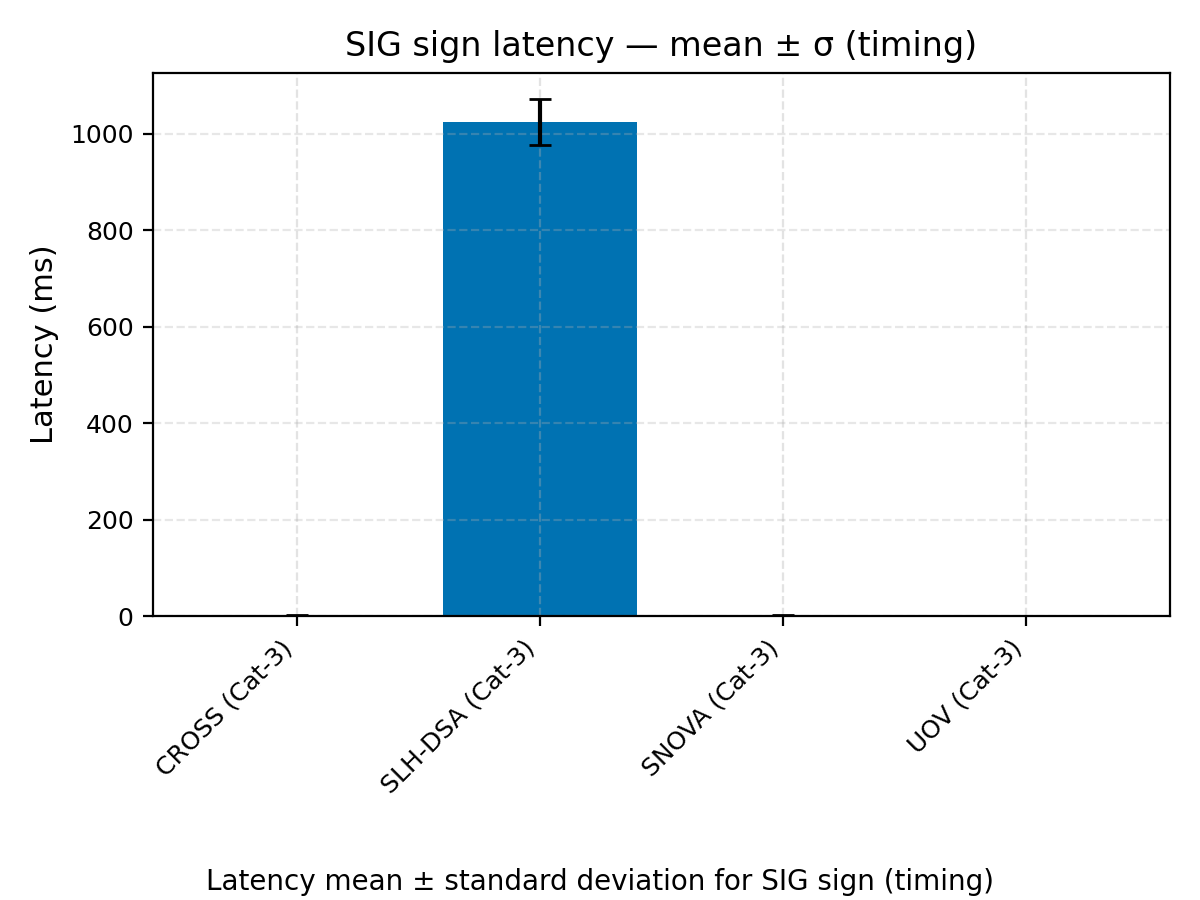 SIG sign latency — mean ± σ (timing)
Latency (ms)
1000
800
600
400
200
0
CROSS (Cat-3)
SLH-DSA (Cat-3)
SNOVA (Cat-3)
UOV (Cat-3)
Latency mean ± standard deviation for SIG sign (timing)